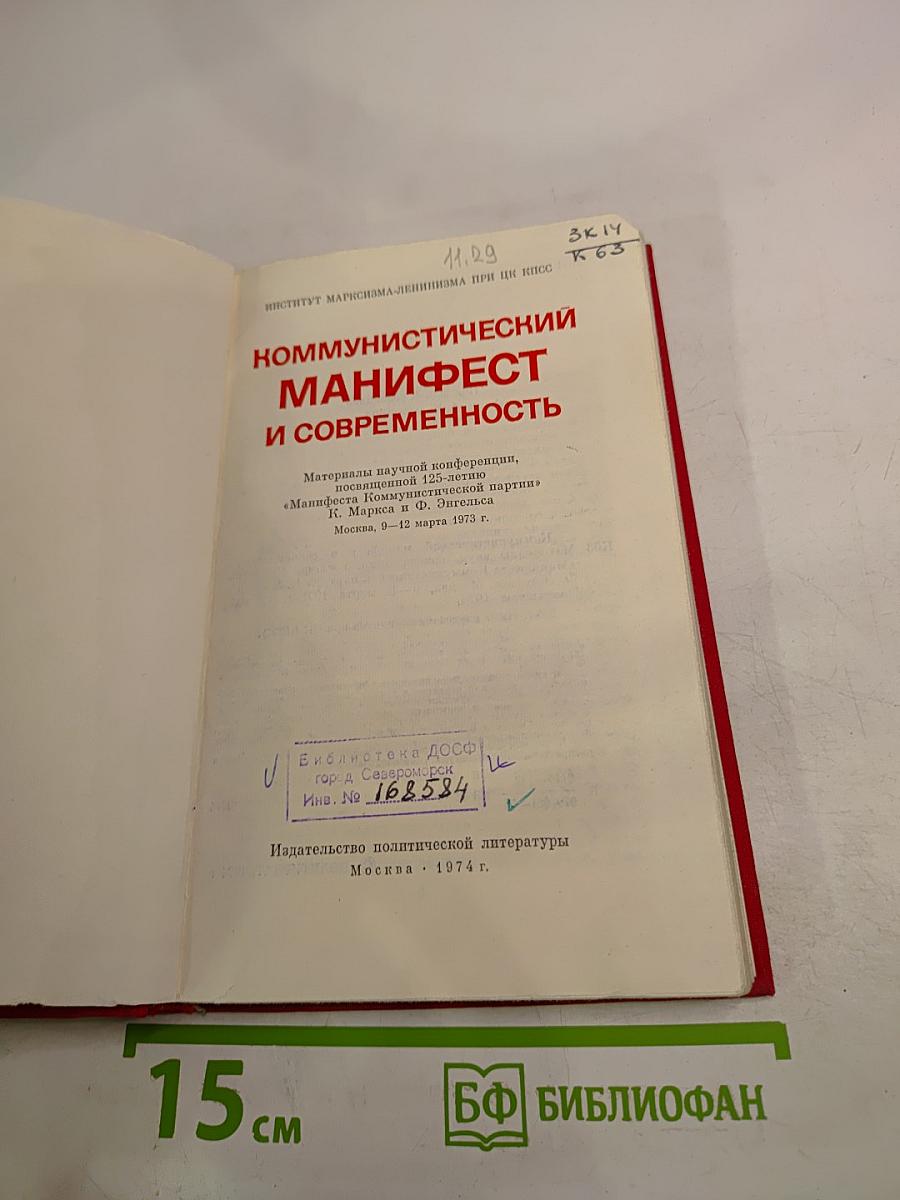 11.29
3К14
К 63
ИНСТИТУТ МАРКСИЗМА-ЛЕНИНИЗМА ПРИ ЦК КПСС
КОММУНИСТИЧЕСКИЙ
МАНИФЕСТ
И СОВРЕМЕННОСТЬ
Материалы научной конференции,
посвященной 125-летию
«Манифеста Коммунистической партии»
К. Маркса и Ф. Энгельса
Москва, 9—12 марта 1973 г.
Библиотека ДОСФ
город Североморск
Инв. № 168584
Издательство политической литературы
Москва · 1974 г.
15 см
БФ БИБЛИОФАН